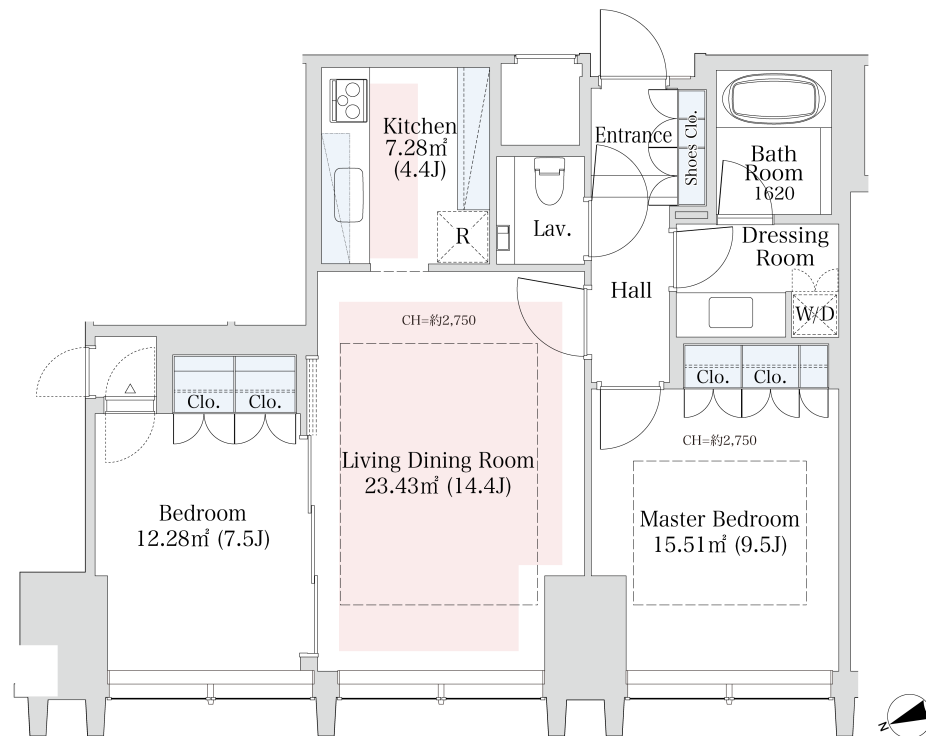 Kitchen
7.28㎡
(4.4J)
R
Lav.
Entrance
Shoes Clo.
Bath
Room
1620
Dressing
Room
W/D
Hall
CH=約2,750
Living Dining Room
23.43㎡ (14.4J)
Clo.
Clo.
Bedroom
12.28㎡ (7.5J)
Clo.
Clo.
CH=約2,750
Master Bedroom
15.51㎡ (9.5J)
N